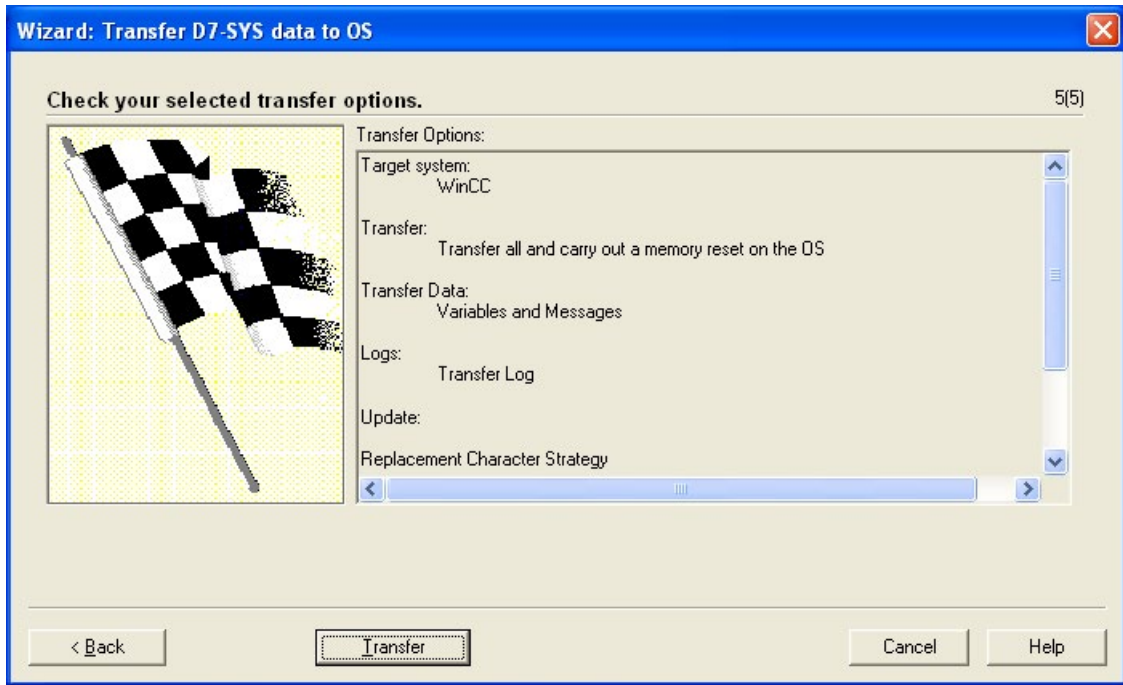 Wizard: Transfer D7-SYS data to OS
Check your selected transfer options.
5(5)
Transfer Options:
Target system:
WinCC
Transfer:
Transfer all and carry out a memory reset on the OS
Transfer Data:
Variables and Messages
Logs:
Transfer Log
Update:
Replacement Character Strategy
< Back
Transfer
Cancel
Help